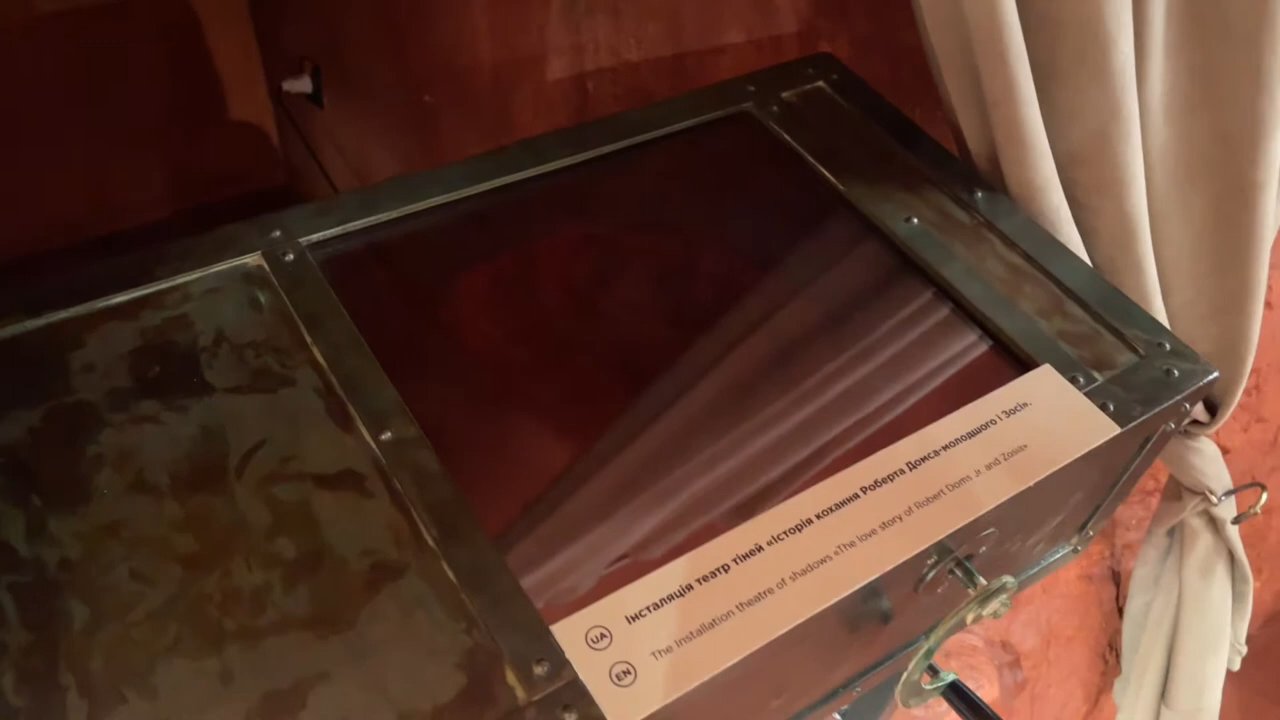 UA Інсталяція театр тіней «Історія кохання Роберта Домса-молодшого і Зосі».
EN The installation theatre of shadows «The love story of Robert Doms Jr. and Zosia»